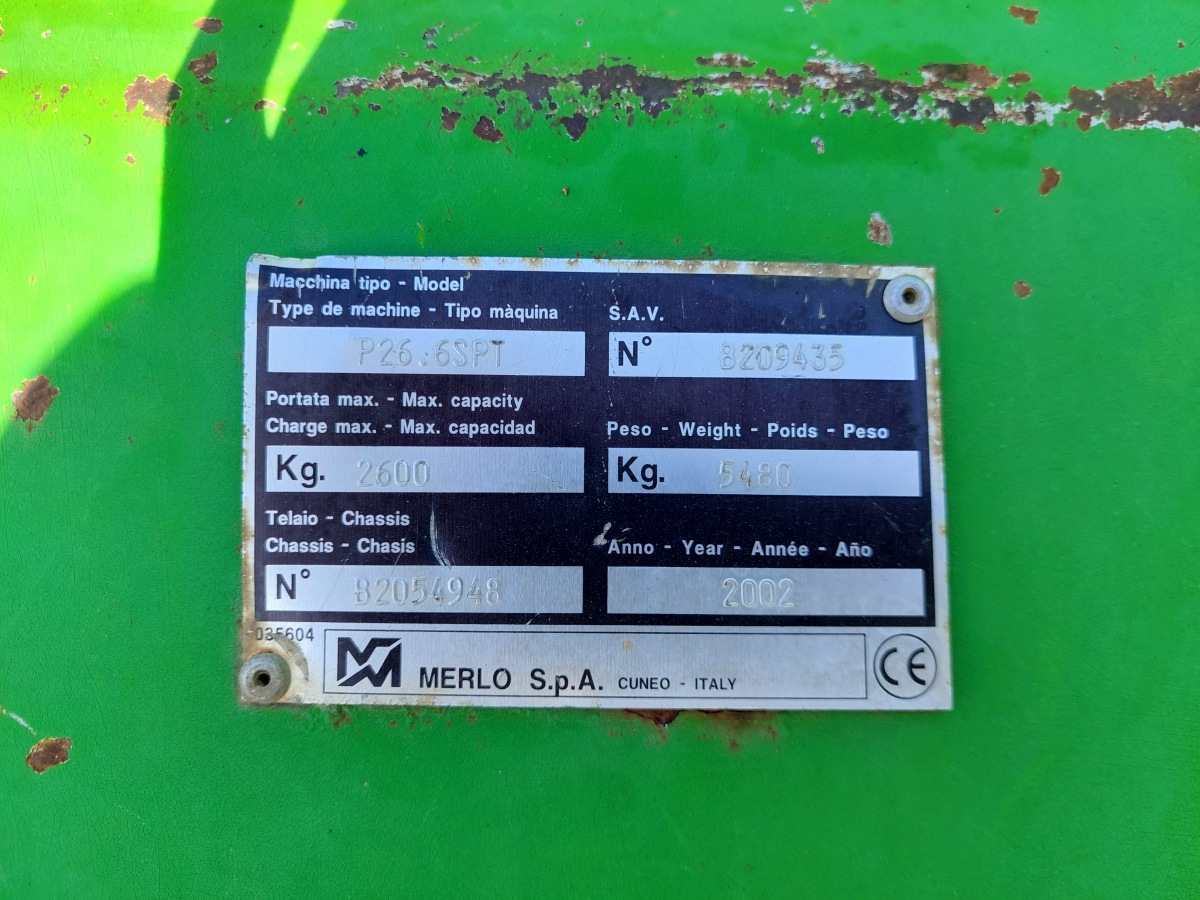 Macchina tipo - Model
Type de machine - Tipo màquina
P26.6SPT
S.A.V.
N° B209435
Portata max. - Max. capacity
Charge max. - Max. capacidad
Kg. 2600
Peso - Weight - Poids - Peso
Kg. 5480
Telaio - Chassis
Chassis - Chasis
N° B2054948
Anno - Year - Année - Año
2002
035604
MERLO S.p.A. CUNEO - ITALY
CE